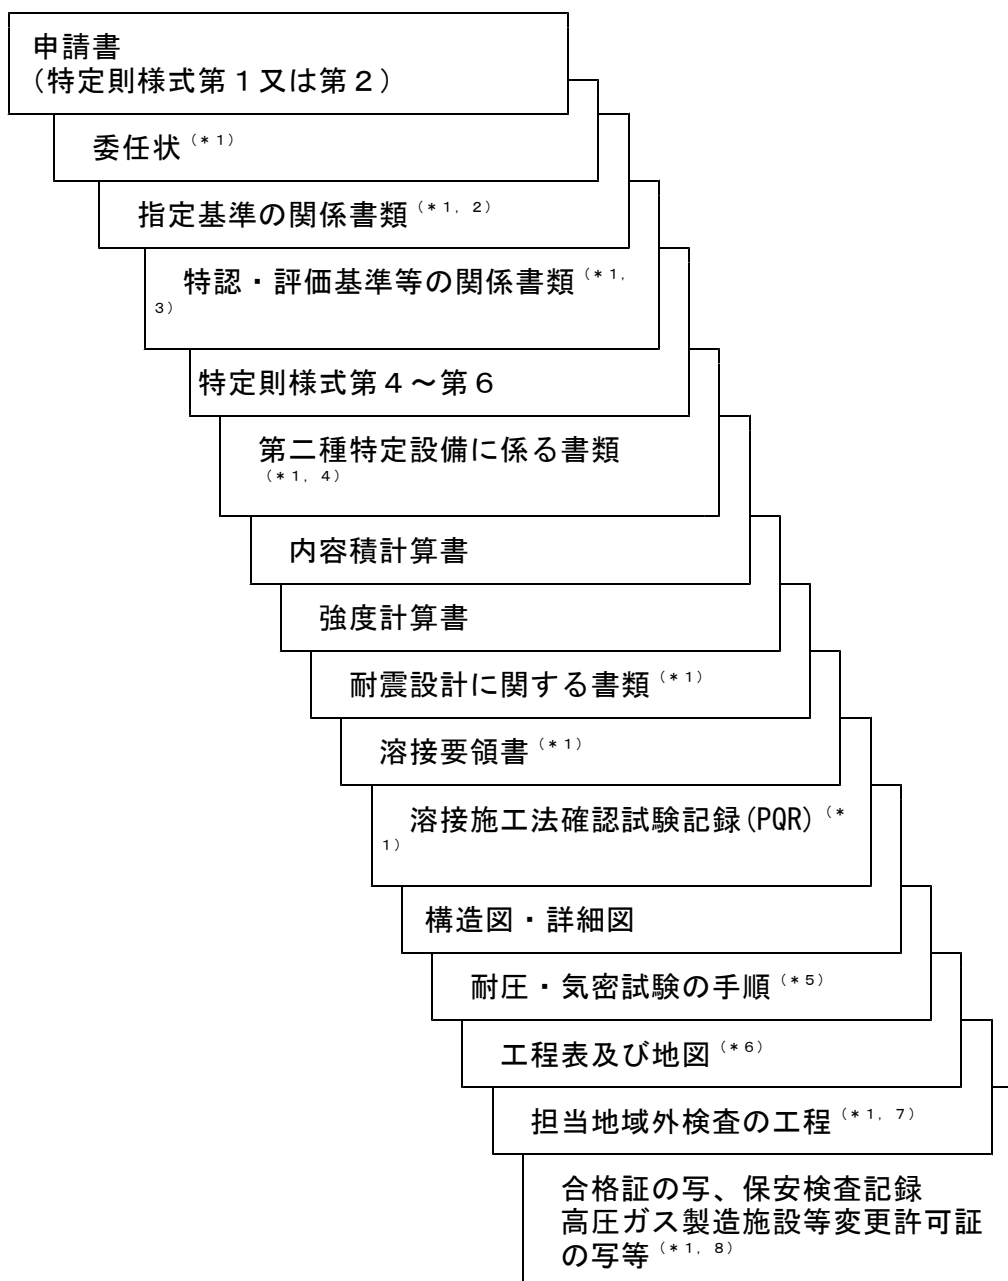 申請書
(特定則様式第１又は第２)
委任状(*1)
指定基準の関係書類(*1, 2)
特認・評価基準等の関係書類(*1,
3)
特定則様式第４～第６
第二種特定設備に係る書類
(*1, 4)
内容積計算書
強度計算書
耐震設計に関する書類(*1)
溶接要領書(*1)
溶接施工法確認試験記録(PQR)(*
1)
構造図・詳細図
耐圧・気密試験の手順(*5)
工程表及び地図(*6)
担当地域外検査の工程(*1, 7)
合格証の写、保安検査記録
高圧ガス製造施設等変更許可証
の写等(*1, 8)